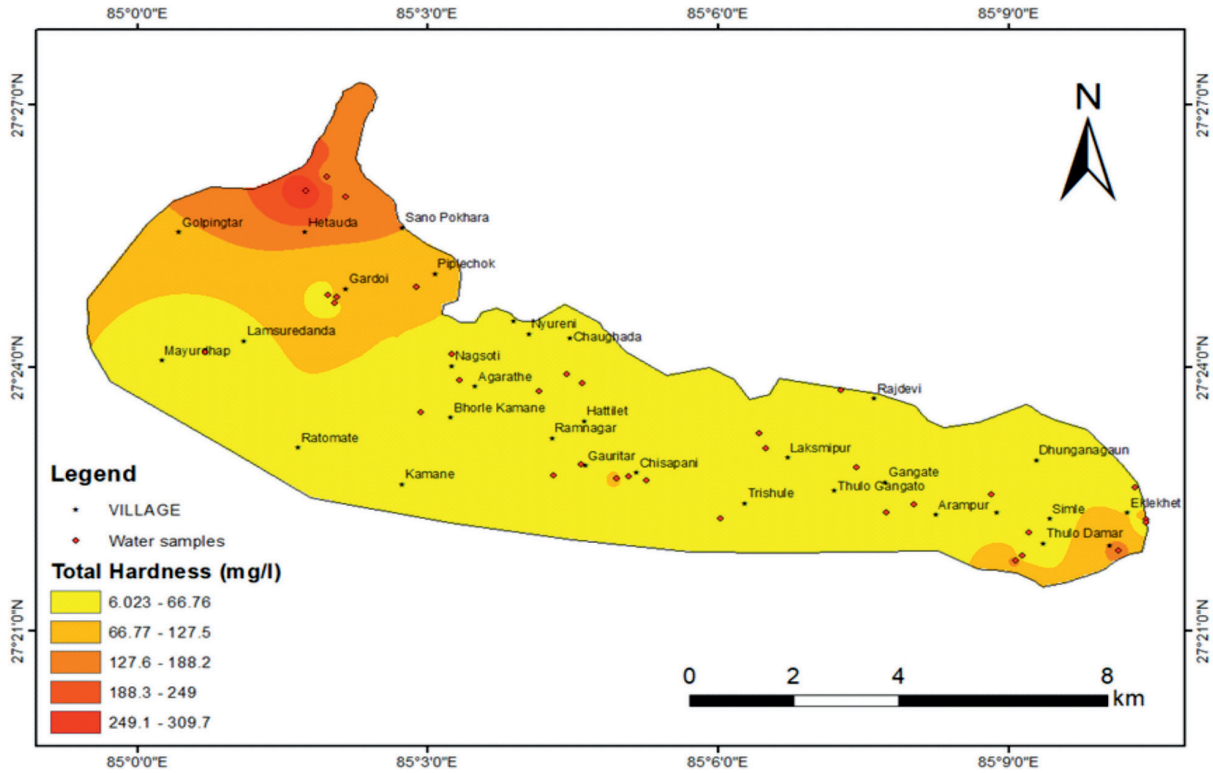 85°0'0"E 85°3'0"E 85°6'0"E 85°9'0"E
27°27'0"N
27°27'0"N
N
Golpingtar
Hetauda
Sano Pokhara
Gardoi
Piplechok
Lamsuredanda
Mayurdhap
Nyureni
Chaughada
27°24'0"N
27°24'0"N
Nagsoti
Agarathe
Rajdevi
Bhorle Kamane
Hattilet
Ramnagar
Ratomate
Kamane
Gauritar
Chisapani
Laksmipur
Dhunganagaun
Gangate
Trishule
Thulo Gangato
Arampur
Simle
Eklekhet
Thulo Damar
Legend
VILLAGE
Water samples
Total Hardness (mg/l)
6.023 - 66.76
66.77 - 127.5
127.6 - 188.2
188.3 - 249
249.1 - 309.7
27°21'0"N
27°21'0"N
0 2 4 8
km
85°0'0"E 85°3'0"E 85°6'0"E 85°9'0"E